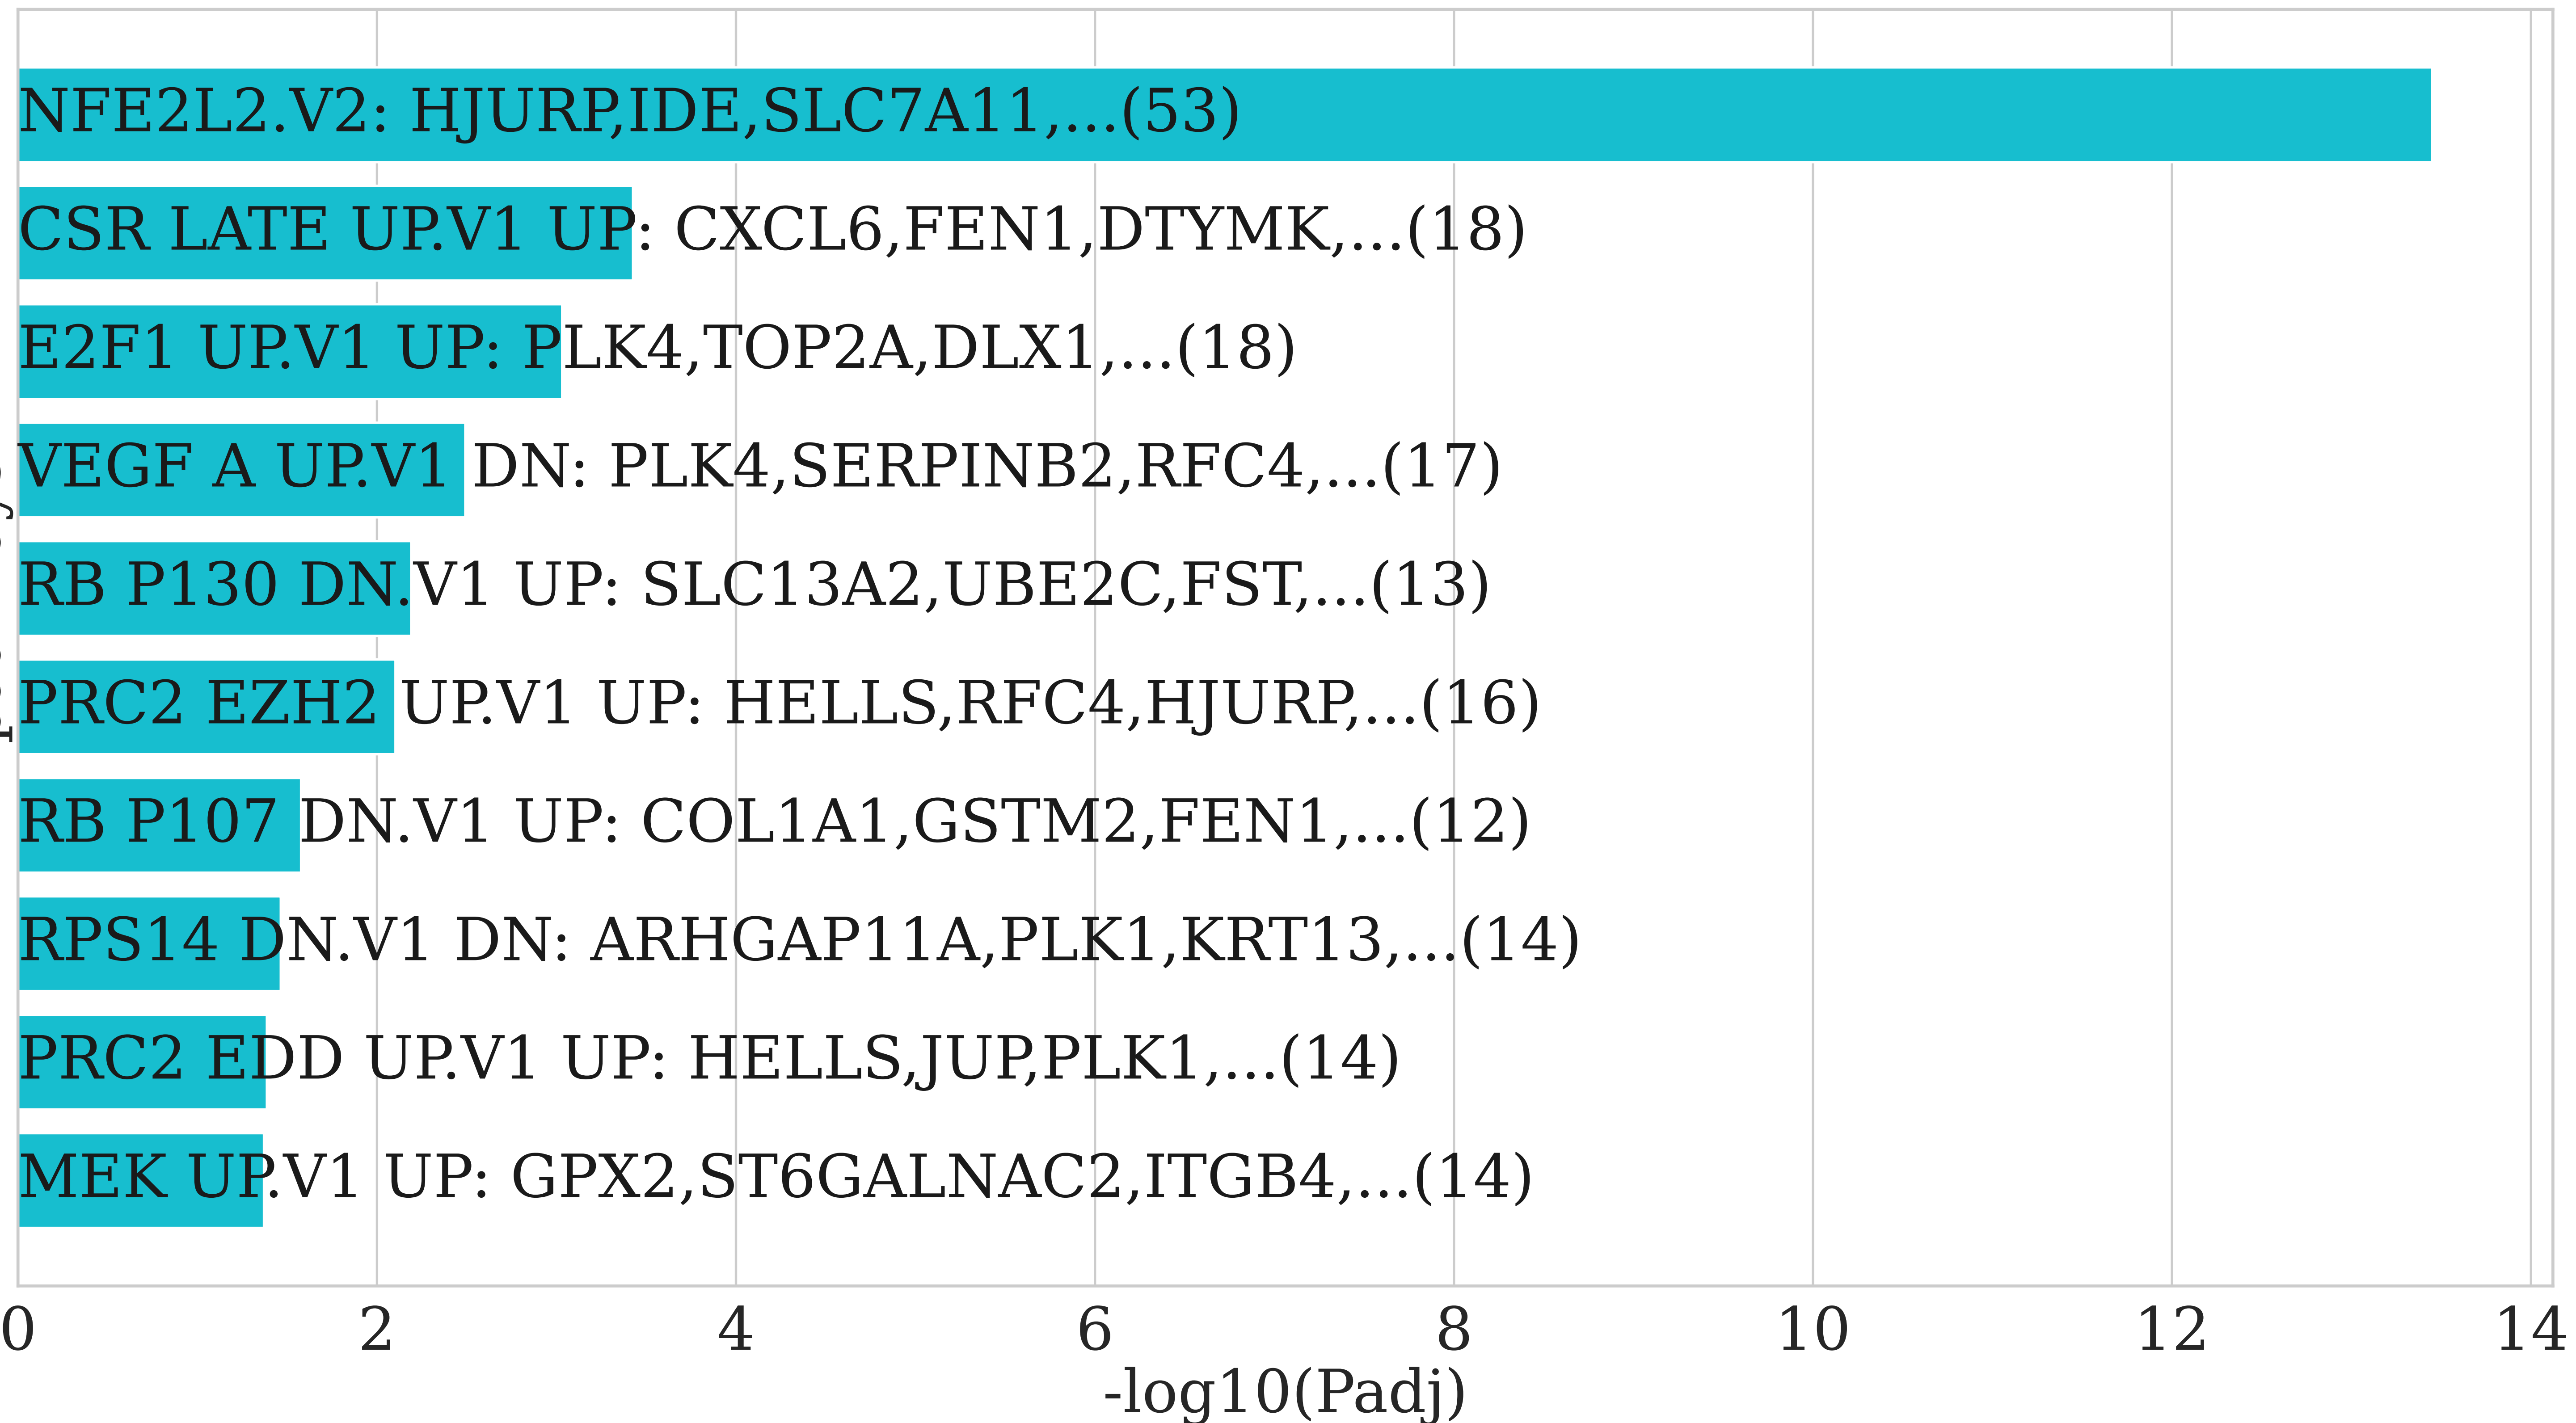 NFE2L2.V2: HJURP,IDE,SLC7A11,...(53)
CSR LATE UP.V1 UP: CXCL6,FEN1,DTYMK,...(18)
E2F1 UP.V1 UP: PLK4,TOP2A,DLX1,...(18)
VEGF A UP.V1 DN: PLK4,SERPINB2,RFC4,...(17)
RB P130 DN.V1 UP: SLC13A2,UBE2C,FST,...(13)
PRC2 EZH2 UP.V1 UP: HELLS,RFC4,HJURP,...(16)
RB P107 DN.V1 UP: COL1A1,GSTM2,FEN1,...(12)
RPS14 DN.V1 DN: ARHGAP11A,PLK1,KRT13,...(14)
PRC2 EDD UP.V1 UP: HELLS,JUP,PLK1,...(14)
MEK UP.V1 UP: GPX2,ST6GALNAC2,ITGB4,...(14)
0 2 4 6 8 10 12 14
-log10(Padj)